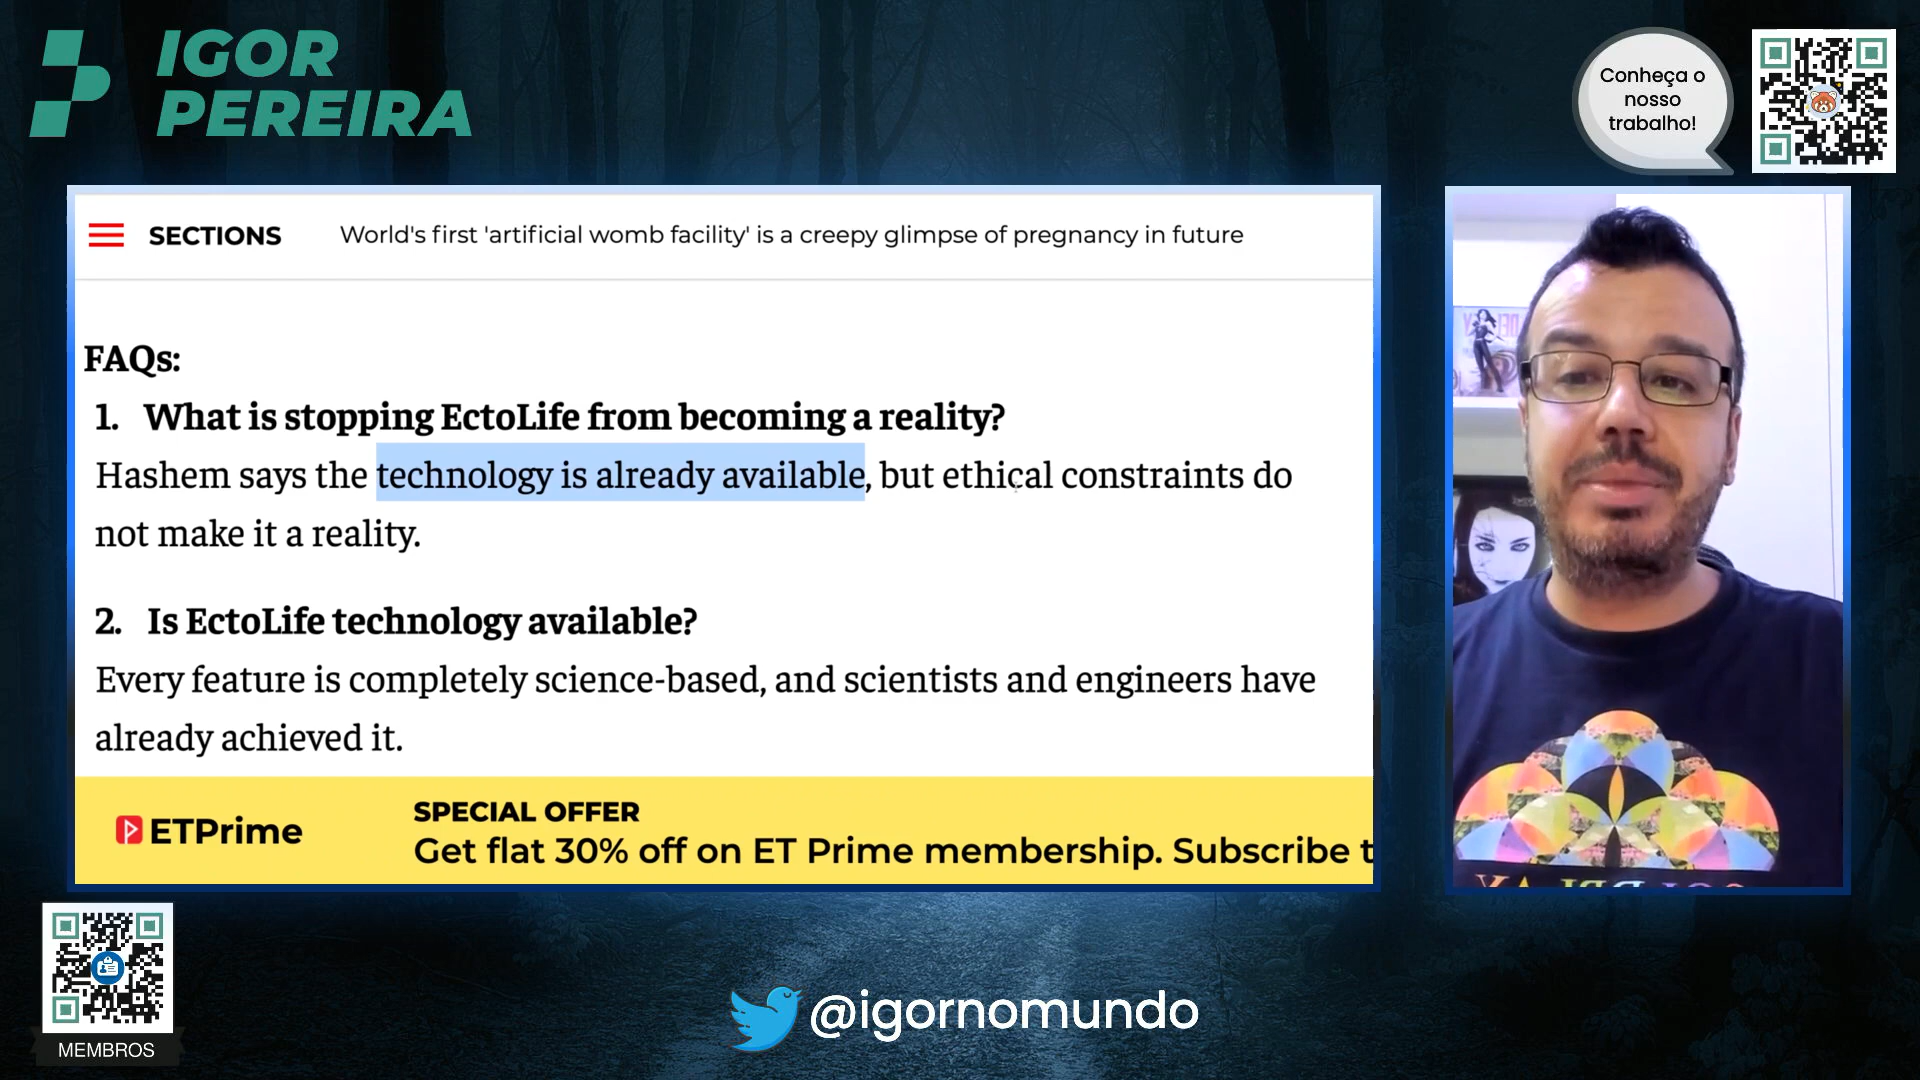 IGOR
PEREIRA
Conheça o
nosso
trabalho!
SECTIONS
World's first 'artificial womb facility' is a creepy glimpse of pregnancy in future
FAQs:
1. What is stopping EctoLife from becoming a reality?
Hashem says the technology is already available, but ethical constraints do
not make it a reality.
2. Is EctoLife technology available?
Every feature is completely science-based, and scientists and engineers have
already achieved it.
ETPrime
SPECIAL OFFER
Get flat 30% off on ET Prime membership. Subscribe t
MEMBROS
@igornomundo